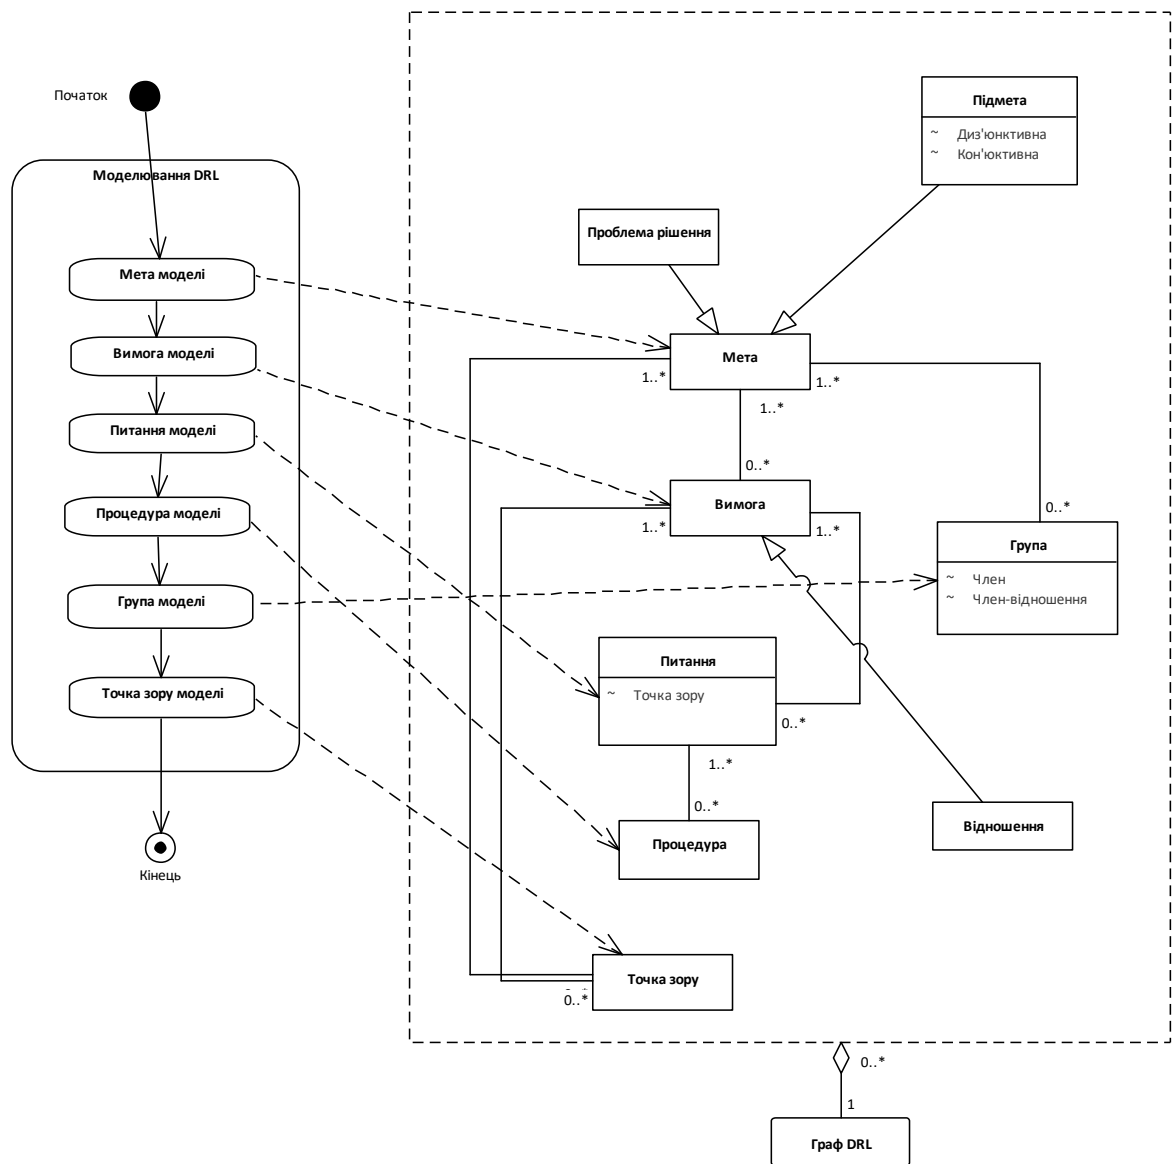 Початок
Моделювання DRL
Мета моделі
Вимога моделі
Питання моделі
Процедура моделі
Група моделі
Точка зору моделі
Кінець
Підмета
~ Диз'юнктивна
~ Кон'юктивна
Проблема рішення
Мета
1..*
1..*
1..*
0..*
Вимога
1..*
1..*
0..*
Група
~ Член
~ Член-відношення
Питання
~ Точка зору
0..*
1..*
0..*
Процедура
Відношення
Точка зору
0..*
0..*
1
Граф DRL